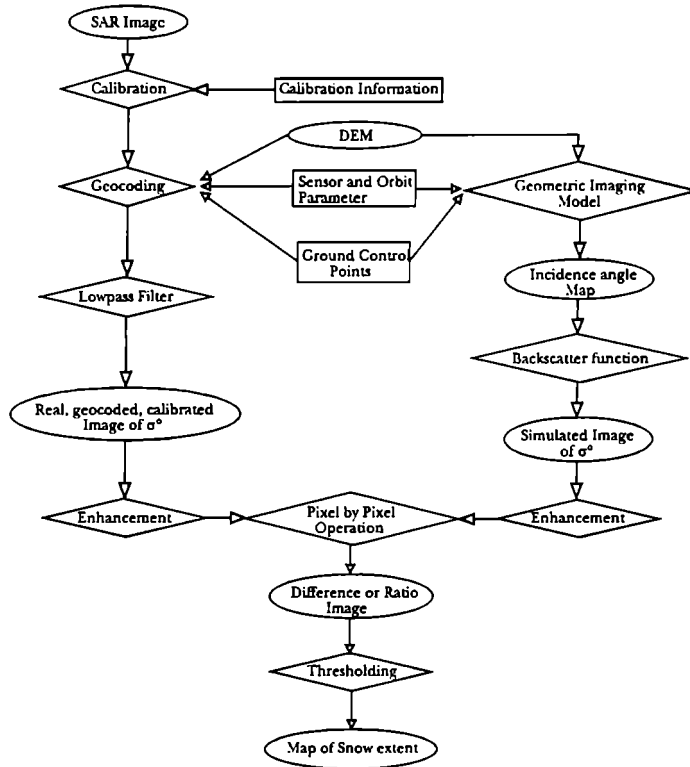 SAR Image
Calibration
Calibration Information
DEM
Geocoding
Sensor and Orbit
Parameter
Geometric Imaging
Model
Ground Control
Points
Lowpass Filter
Incidence angle
Map
Backscatter function
Real, geocoded, calibrated
Image of σ°
Simulated Image
of σ°
Enhancement
Pixel by Pixel
Operation
Enhancement
Difference or Ratio
Image
Thresholding
Map of Snow extent